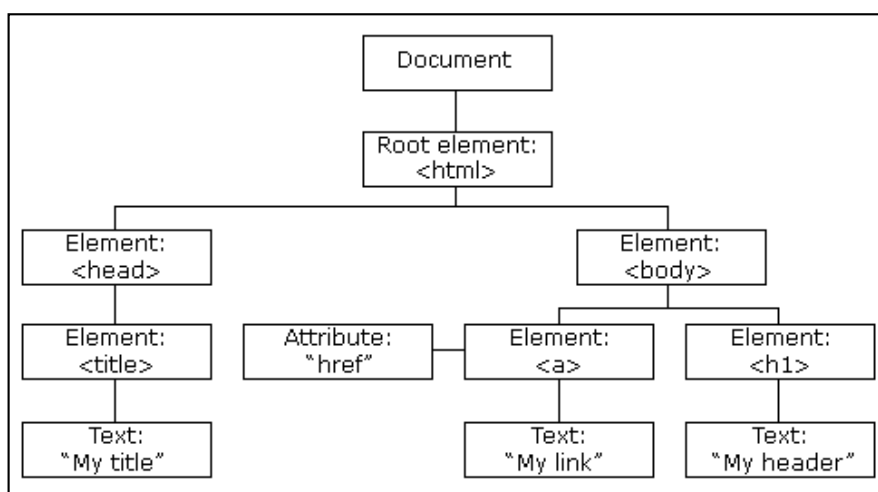 Document
Root element:
<html>
Element:
<head>
Element:
<body>
Element:
<title>
Attribute:
“href”
Element:
<a>
Element:
<h1>
Text:
“My title”
Text:
“My link”
Text:
“My header”